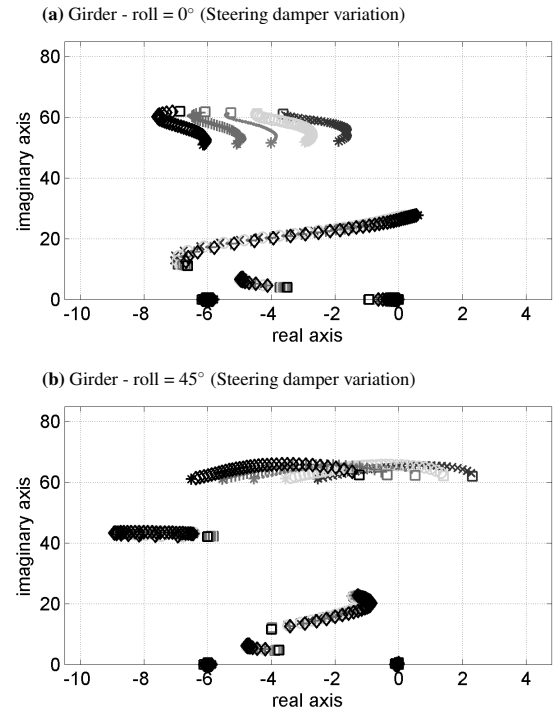 (a) Girder - roll = 0° (Steering damper variation)
80
60
40
20
0
imaginary axis
-10 -8 -6 -4 -2 0 2 4
real axis
(b) Girder - roll = 45° (Steering damper variation)
80
60
40
20
0
imaginary axis
-10 -8 -6 -4 -2 0 2 4
real axis